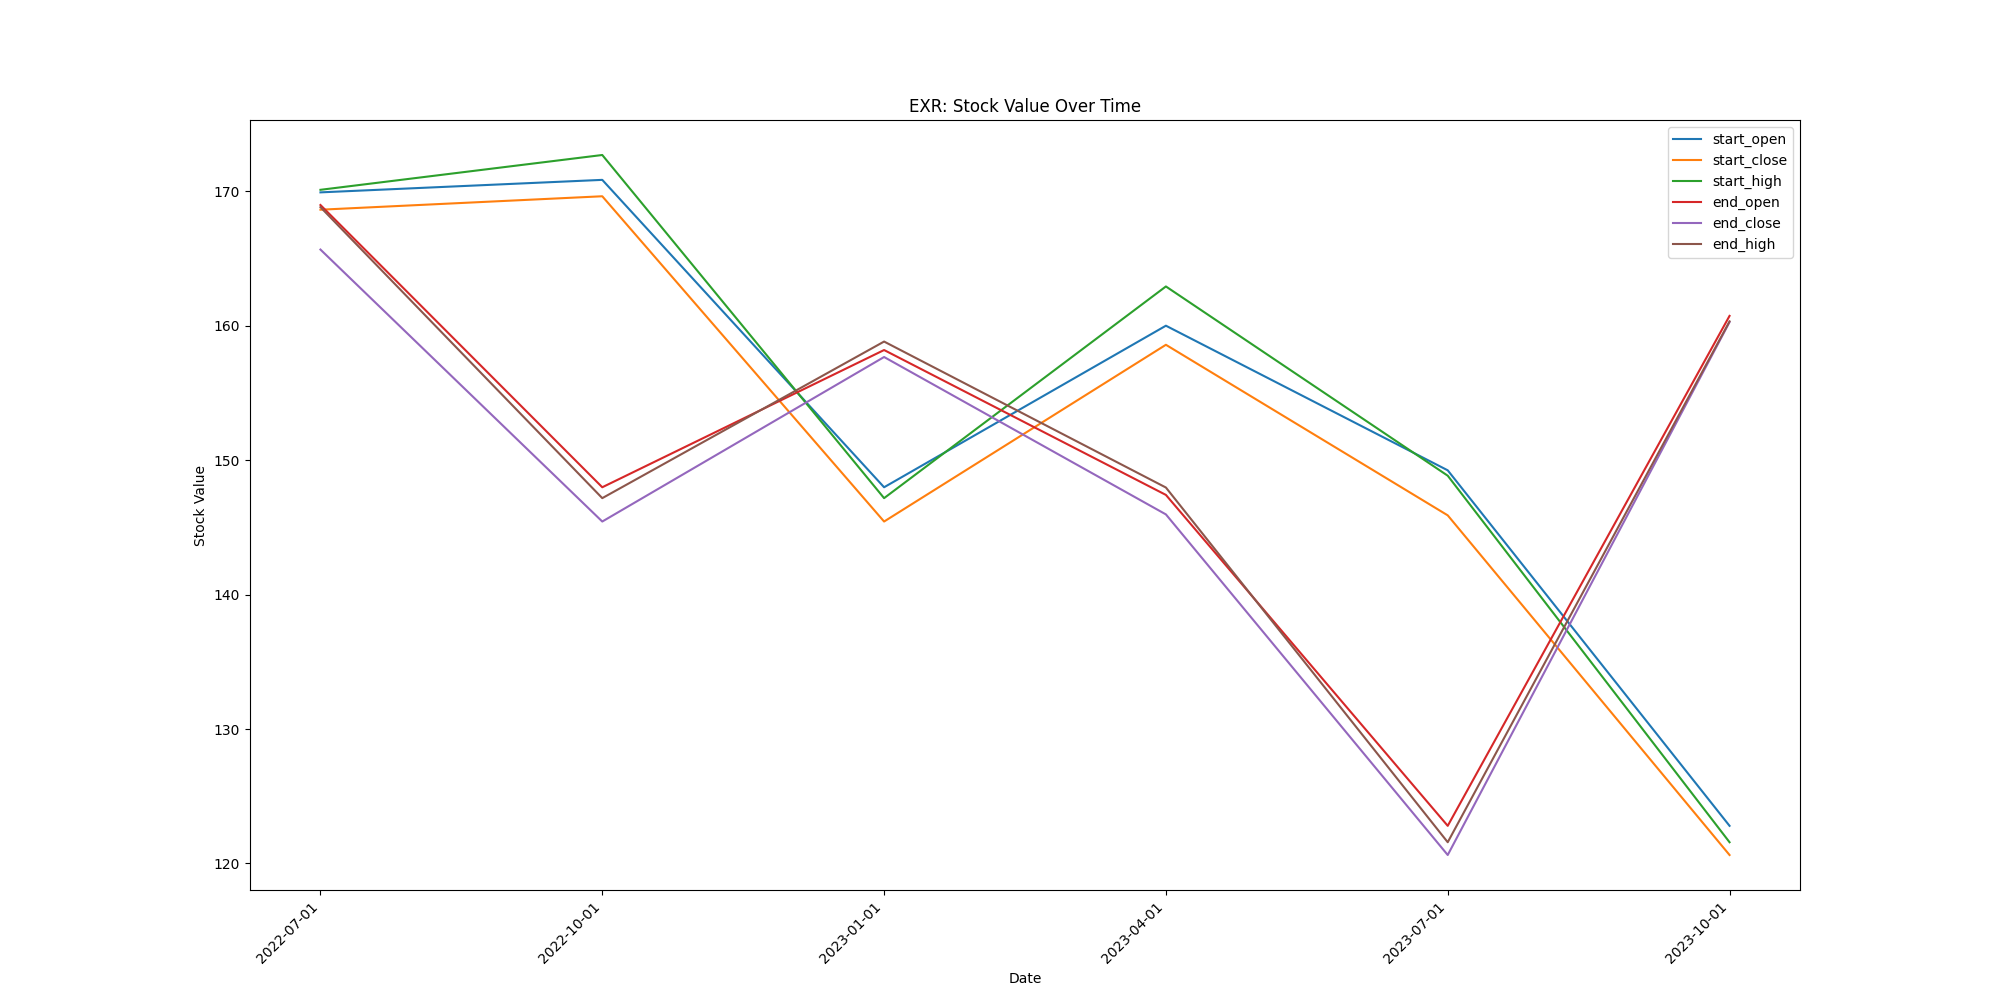 EXR: Stock Value Over Time
start_open
start_close
start_high
end_open
end_close
end_high
Stock Value
170
160
150
140
130
120
2022-07-01
2022-10-01
2023-01-01
2023-04-01
2023-07-01
2023-10-01
Date